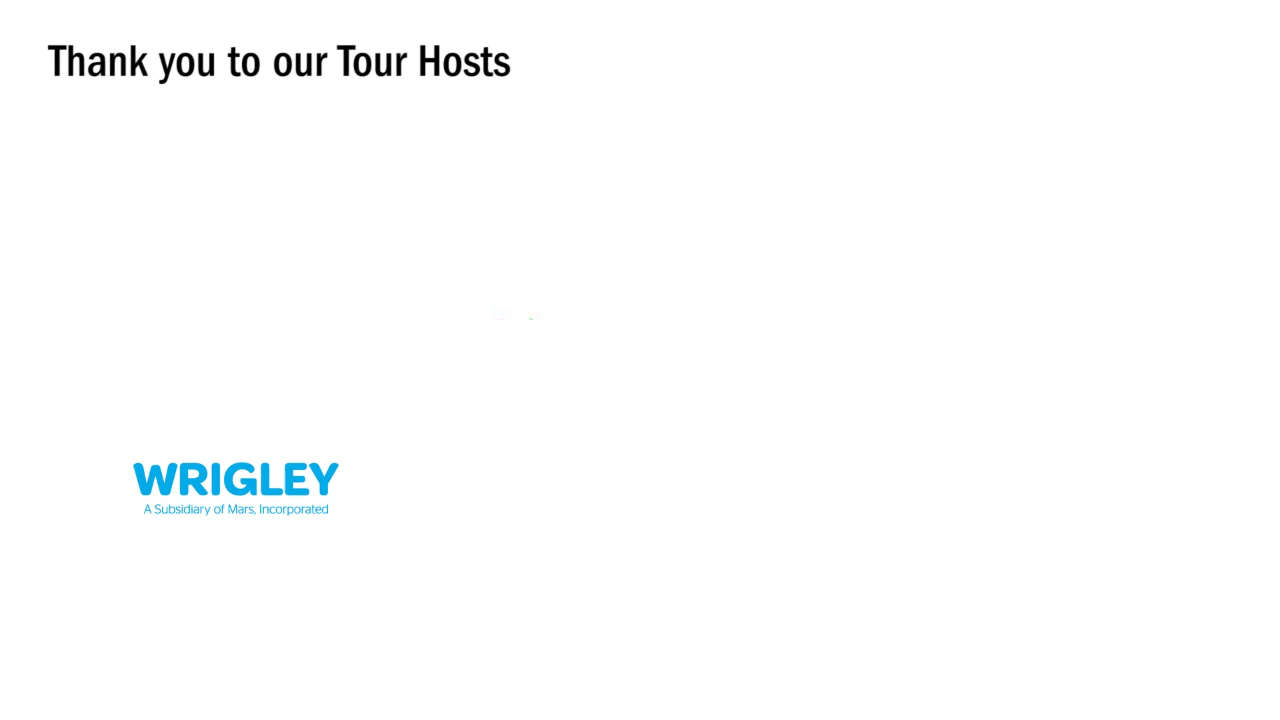 Thank you to our Tour Hosts
WRIGLEY
A Subsidiary of Mars, Incorporated